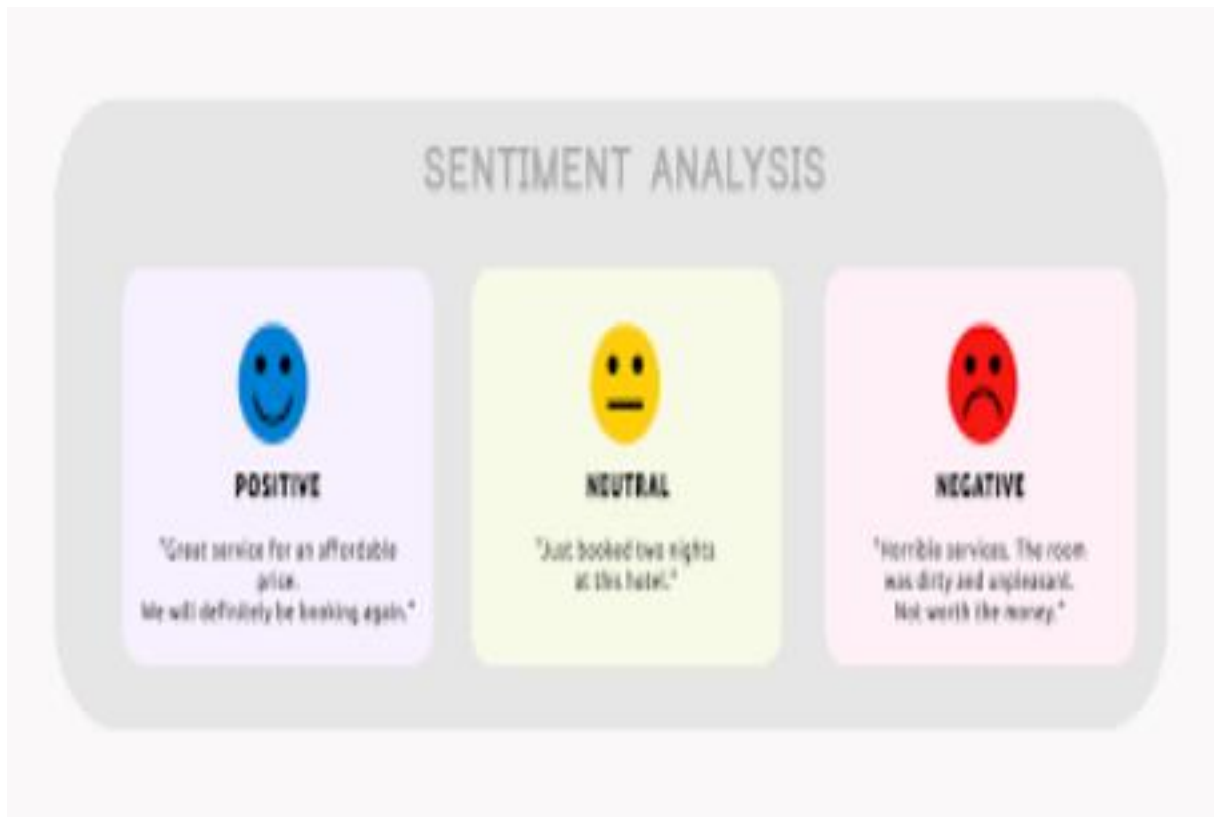 SENTIMENT ANALYSIS
POSITIVE
"Great service for an affordable
price.
We will definitely be booking again."
NEUTRAL
"Just booked two nights
at this hotel."
NEGATIVE
"Horrible services. The room
was dirty and unpleasant.
Not worth the money."